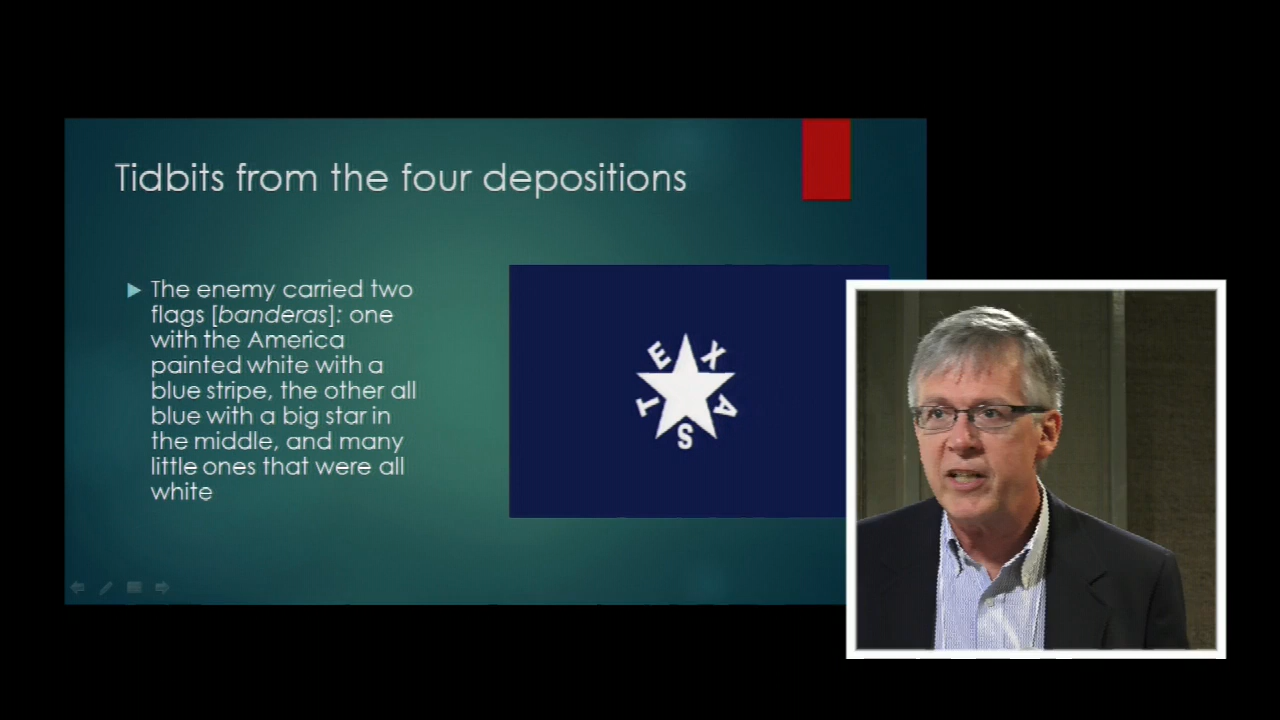 Tidbits from the four depositions
The enemy carried two
flags [banderas]: one
with the America
painted white with a
blue stripe, the other all
blue with a big star in
the middle, and many
little ones that were all
white
TEXAS